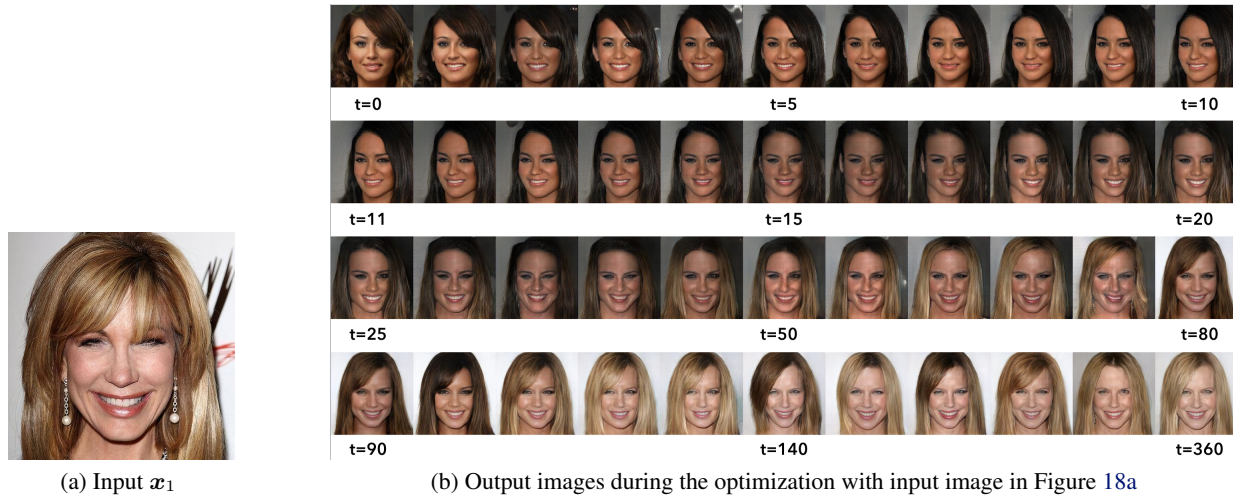 t=0 t=5 t=10
t=11 t=15 t=20
t=25 t=50 t=80
t=90 t=140 t=360
(a) Input x₁
(b) Output images during the optimization with input image in Figure 18a